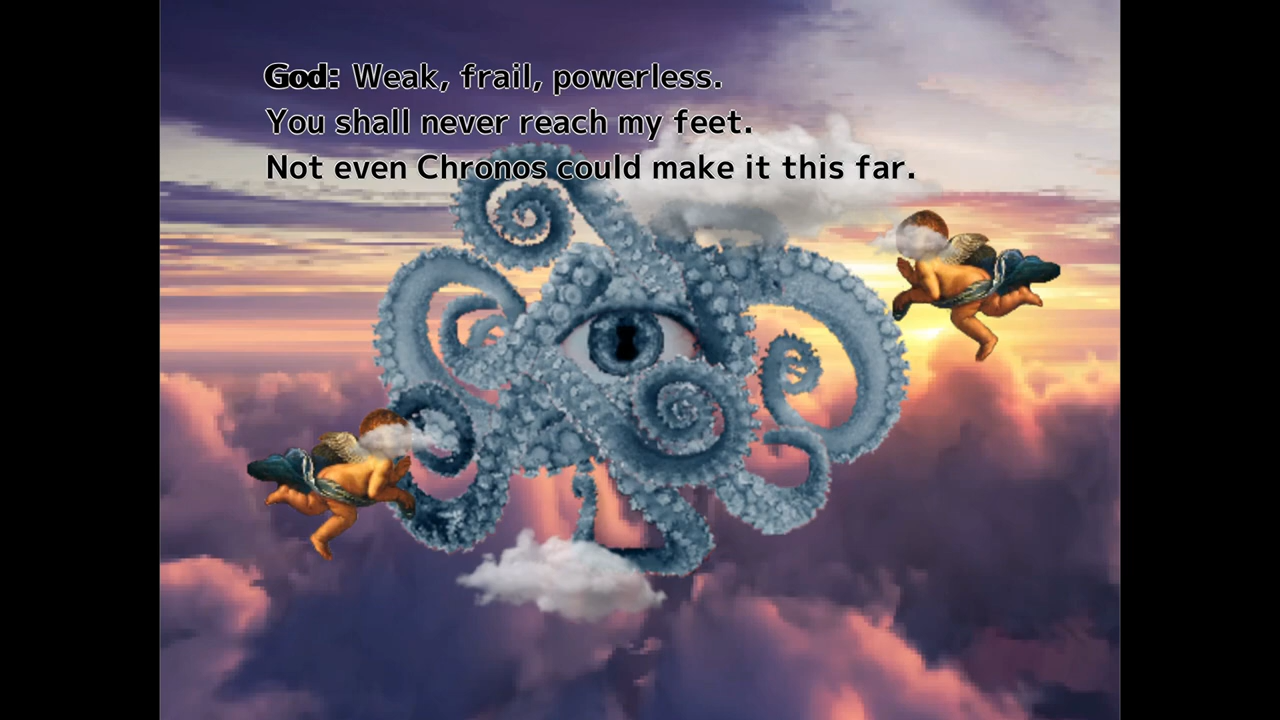 God: Weak, frail, powerless.
You shall never reach my feet.
Not even Chronos could make it this far.